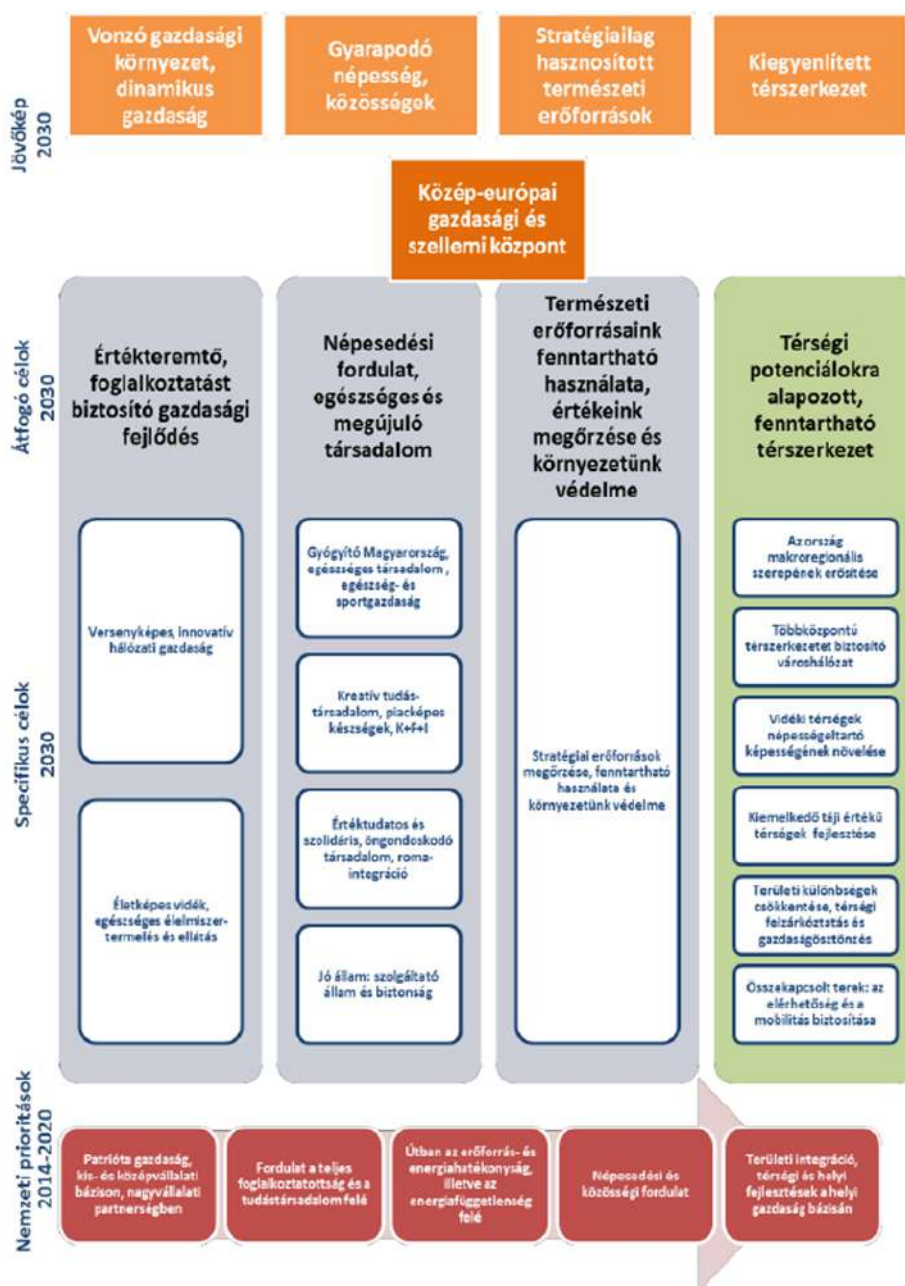 Jövőkép
2030
Vonzó gazdasági
környezet,
dinamikus
gazdaság
Gyarapodó
népesség,
közösségek
Stratégiailag
hasznosított
természeti
erőforrások
Kiegyenlített
térszerkezet
Közép-európai
gazdasági és
szellemi központ
Átfogó célok
2030
Értékteremtő,
foglalkoztatást
biztosító gazdasági
fejlődés
Népesedési
fordulat,
egészséges és
megújuló
társadalom
Természeti
erőforrásaink
fenntartható
használata,
értékeink
megőrzése és
környezetünk
védelme
Térségi
potenciálokra
alapozott,
fenntartható
térszerkezet
Specifikus célok
2030
Versenyképes, innovatív
hálózati gazdaság
Életképes vidék,
egészséges élelmiszer-
termelés és ellátás
Gyógyító Magyarország,
egészséges társadalom ,
egészség- és
sportgazdaság
Kreatív tudás-
társadalom, piacképes
készségek, K+F+I
Értéktudatos és
szolidáris, öngondoskodó
társadalom, roma-
integráció
Jó állam: szolgáltató
állam és biztonság
Stratégiai erőforrások
megőrzése, fenntartható
használata és
környezetünk védelme
Az ország
makroregionális
szerepének erősítése
Többközpontú
térszerkezetet biztosító
városhálózat
Vidéki térségek
népességeltartó
képességének növelése
Kiemelkedő táji értékű
térségek fejlesztése
Területi különbségek
csökkentése, térségi
felzárkóztatás és
gazdaságösztönzés
Összekapcsolt terek: az
elérhetőség és a
mobilitás biztosítása
Nemzeti prioritások
2014-2020
Patrióta gazdaság,
kis- és középvállalati
bázison, nagyvállalati
partnerségben
Fordulat a teljes
foglalkoztatottság és a
tudástársadalom felé
Útban az erőforrás- és
energiahatékonyság,
illetve az
energiafüggetlenség
felé
Népesedési és
közösségi fordulat
Területi integráció,
térségi és helyi
fejlesztések a helyi
gazdaság bázisán